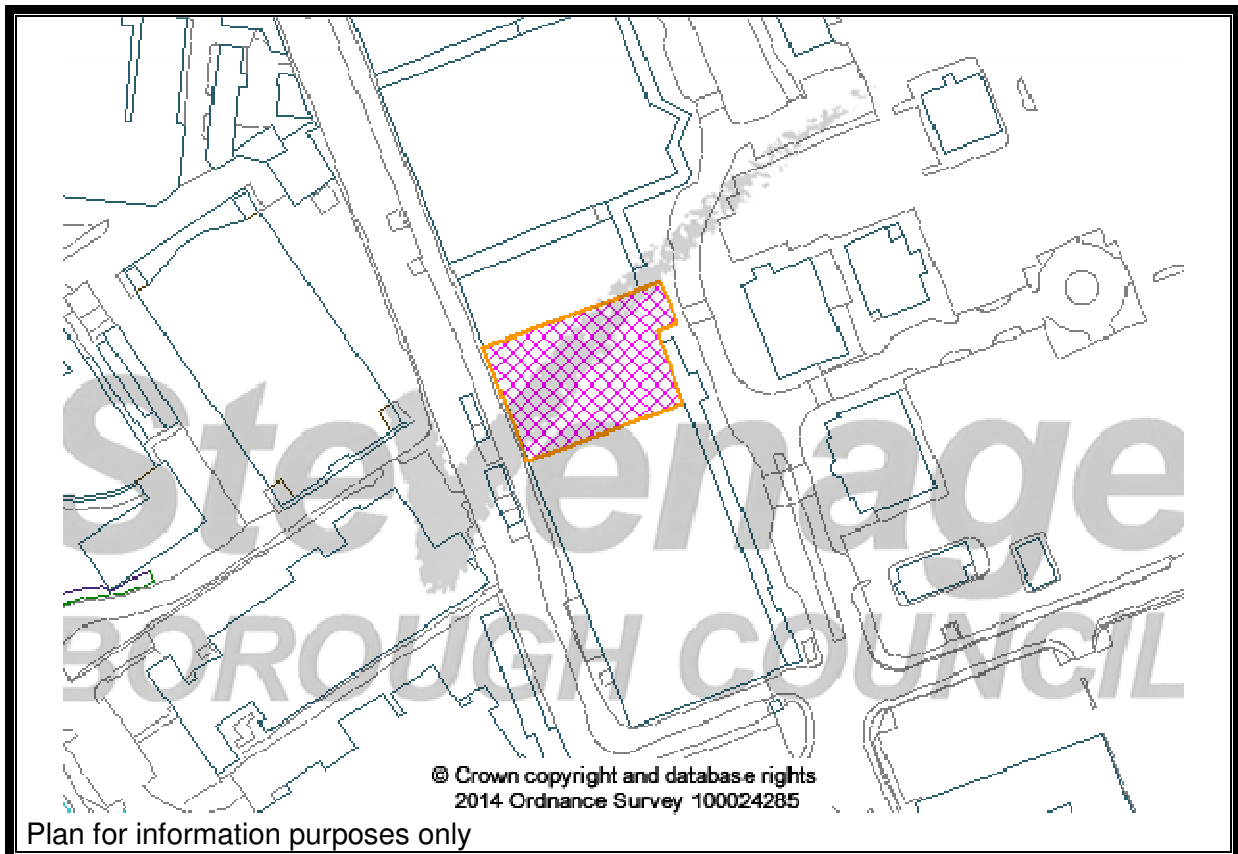 Stevenage
BOROUGH COUNCIL
© Crown copyright and database rights
2014 Ordnance Survey 100024285
Plan for information purposes only